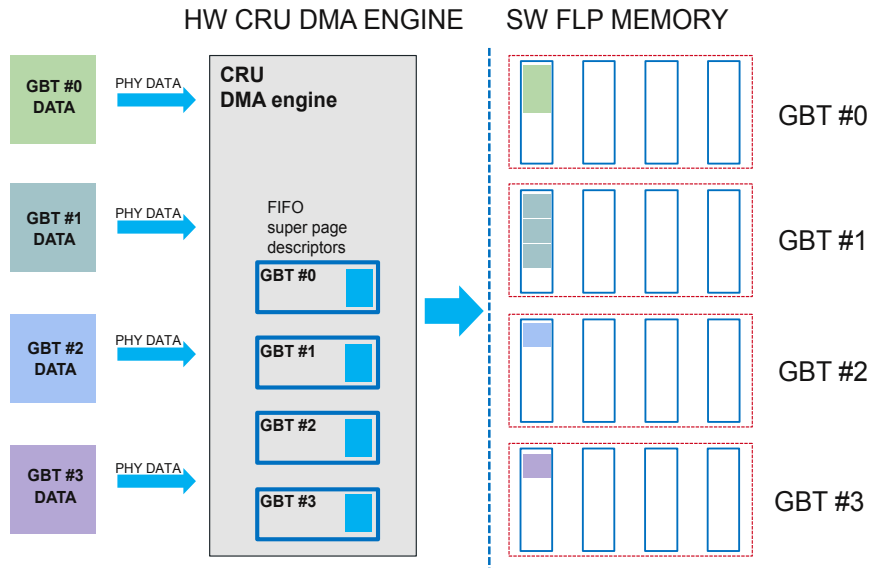 HW CRU DMA ENGINE
SW FLP MEMORY
GBT #0
DATA
PHY DATA
GBT #1
DATA
PHY DATA
GBT #2
DATA
PHY DATA
GBT #3
DATA
PHY DATA
CRU
DMA engine
FIFO
super page
descriptors
GBT #0
GBT #1
GBT #2
GBT #3
GBT #0
GBT #1
GBT #2
GBT #3